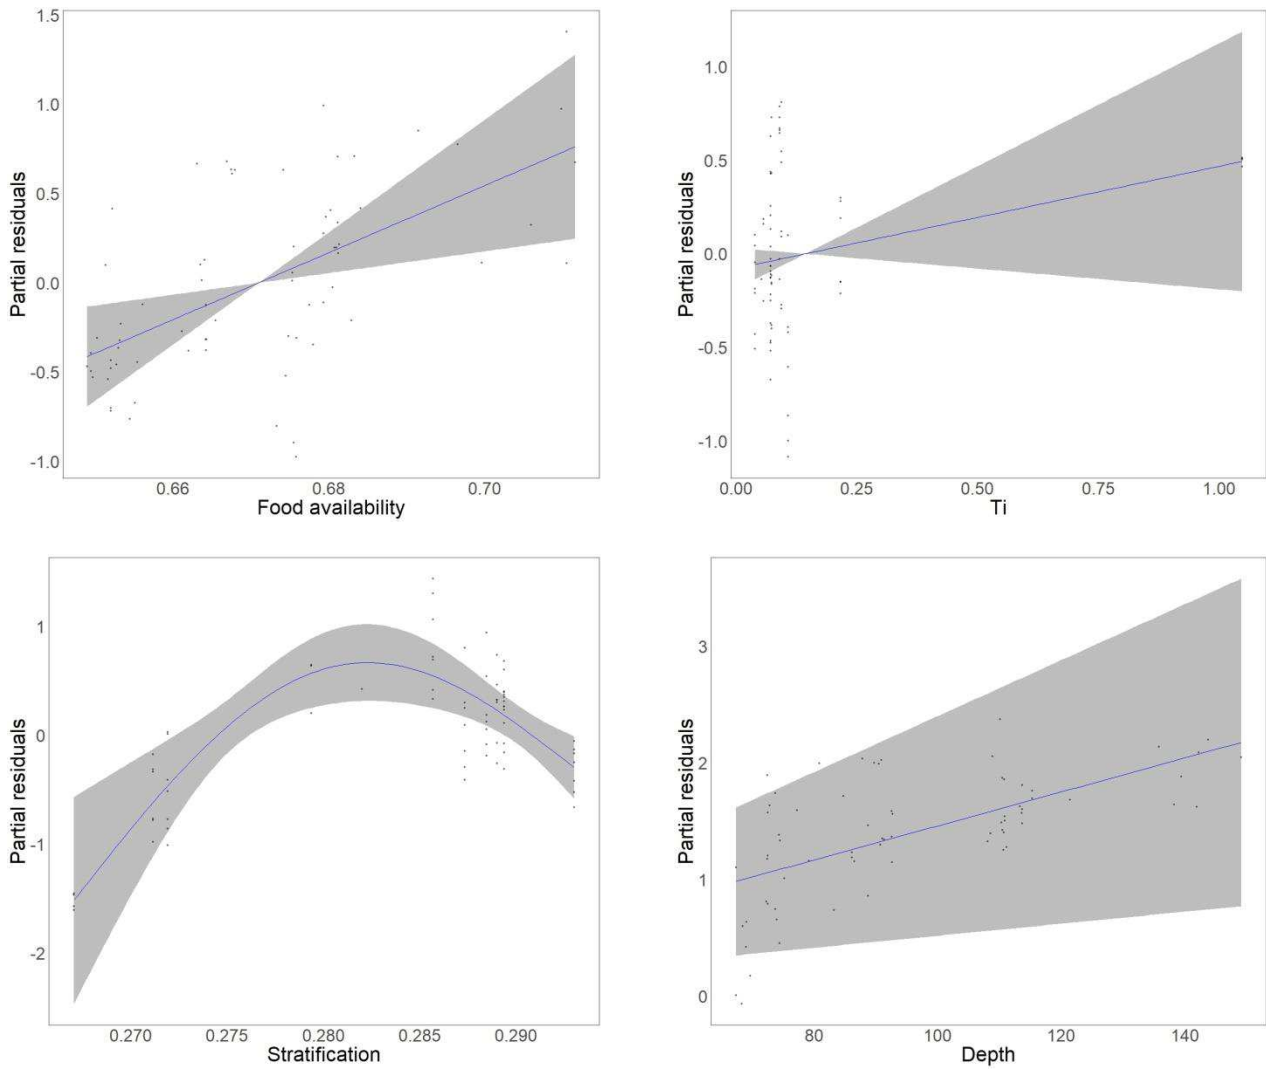 1.5
1.0
0.5
0.0
-0.5
-1.0
Partial residuals
0.66 0.68 0.70
Food availability
1.0
0.5
0.0
-0.5
-1.0
Partial residuals
0.00 0.25 0.50 0.75 1.00
Ti
1
0
-1
-2
Partial residuals
0.270 0.275 0.280 0.285 0.290
Stratification
3
2
1
0
Partial residuals
80 100 120 140
Depth